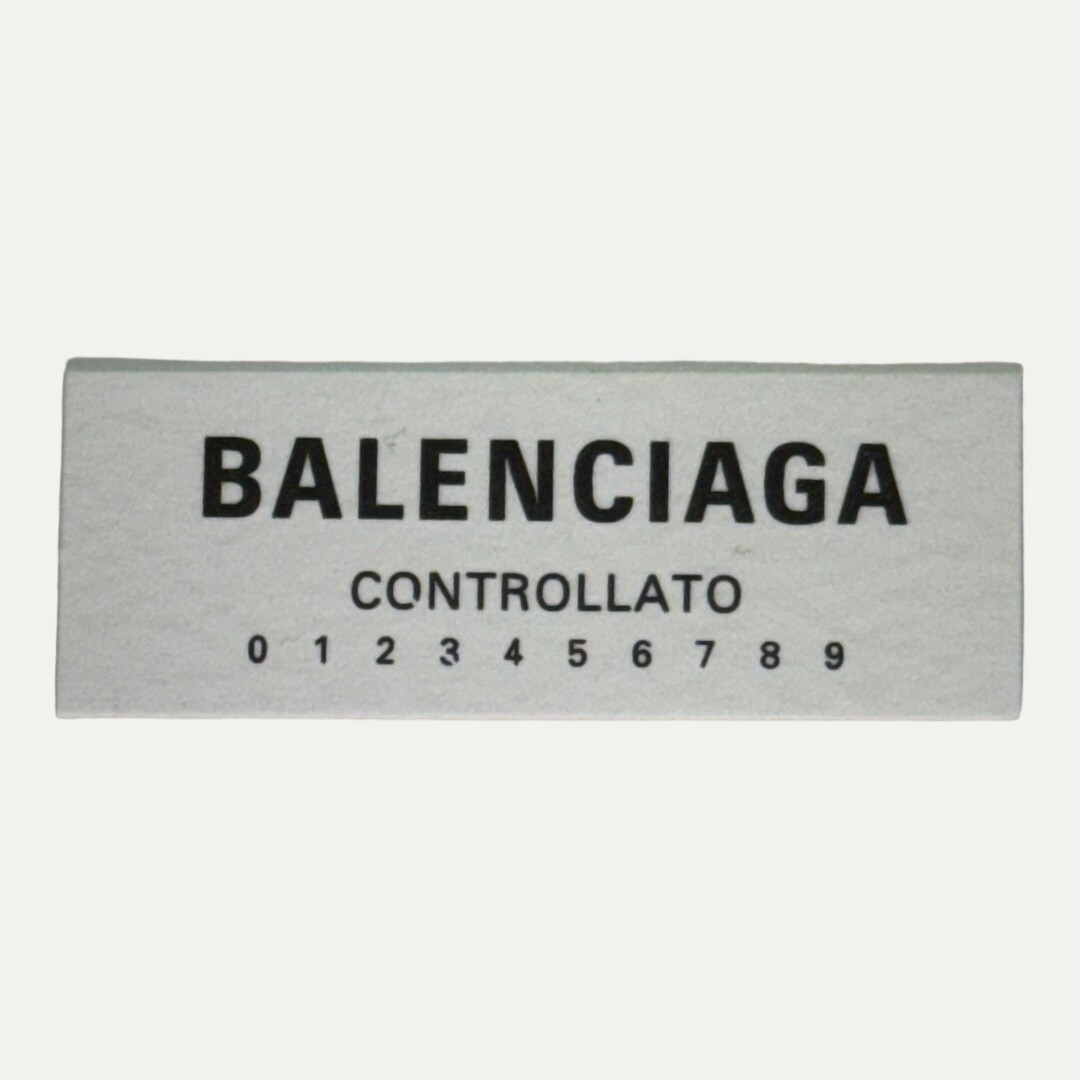 BALENCIAGA
CONTROLLATO
0 1 2 3 4 5 6 7 8 9